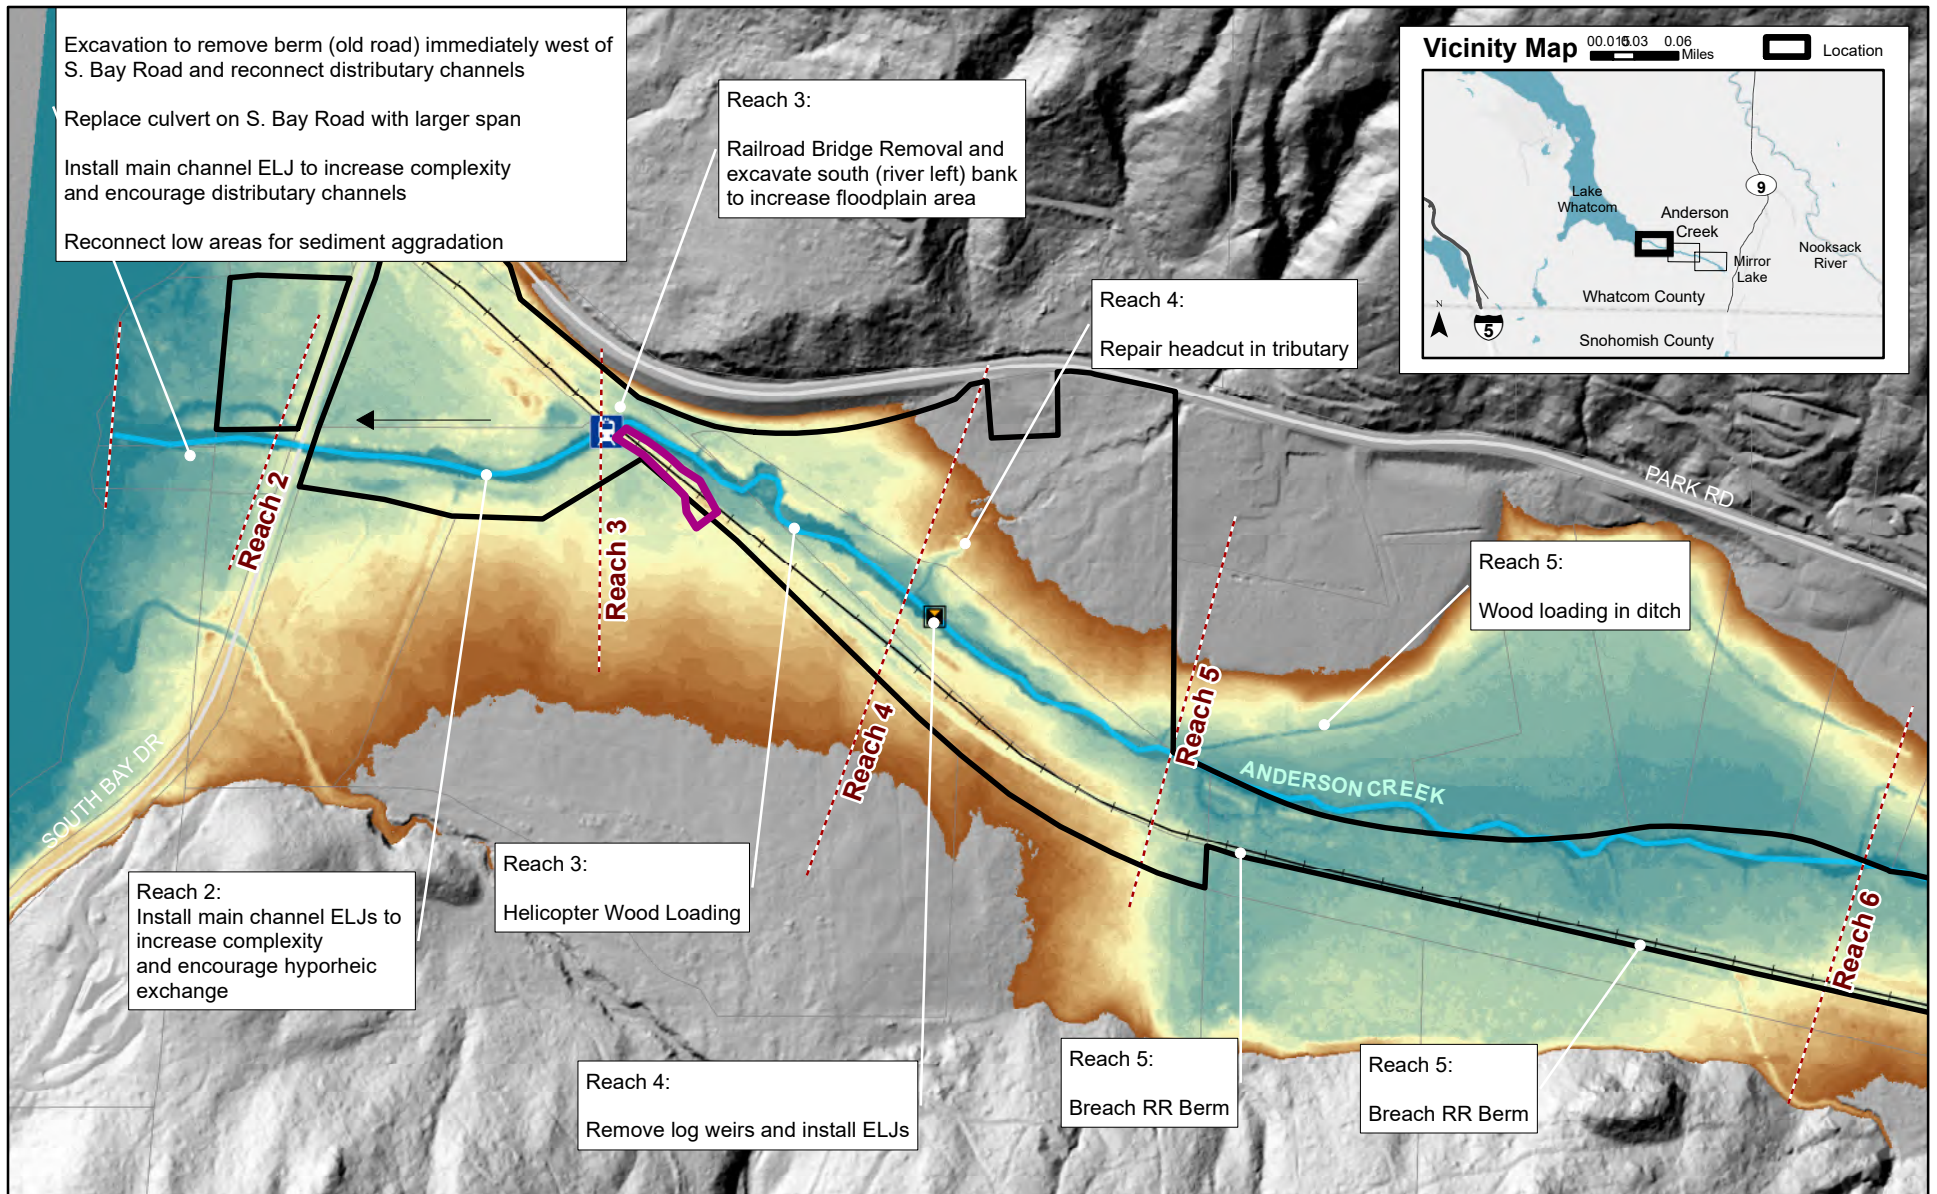 Excavation to remove berm (old road) immediately west of
S. Bay Road and reconnect distributary channels
Replace culvert on S. Bay Road with larger span
Install main channel ELJ to increase complexity
and encourage distributary channels
Reconnect low areas for sediment aggradation
Reach 3:
Railroad Bridge Removal and
excavate south (river left) bank
to increase floodplain area
Vicinity Map
0.03 0.06
Miles
Location
Lake
Whatcom
9
Anderson
Creek
Nooksack
River
Mirror
Lake
Whatcom County
N
5
Snohomish County
Reach 4:
Repair headcut in tributary
PARK RD
Reach 2
Reach 3
Reach 5:
Wood loading in ditch
Reach 4
Reach 5
ANDERSON CREEK
SOUTH BAY DR
Reach 6
Reach 2:
Install main channel ELJs to
increase complexity
and encourage hyporheic
exchange
Reach 3:
Helicopter Wood Loading
Reach 4:
Remove log weirs and install ELJs
Reach 5:
Breach RR Berm
Reach 5:
Breach RR Berm